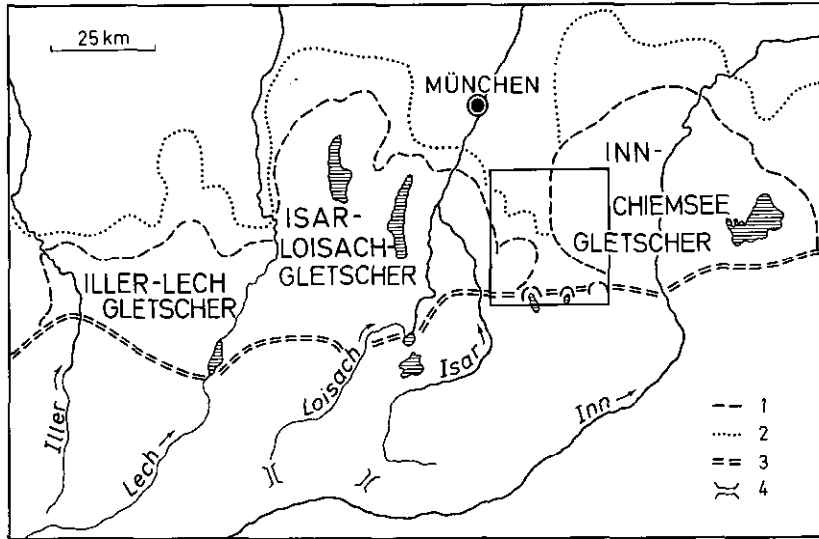 25 km
MÜNCHEN
INN-
CHIEMSEE
GLETSCHER
ISAR-
LOISACH-
GLETSCHER
ILLER-LECH
GLETSCHER
Iller
Lech
Loisach
Isar
Inn
1
2
3
4